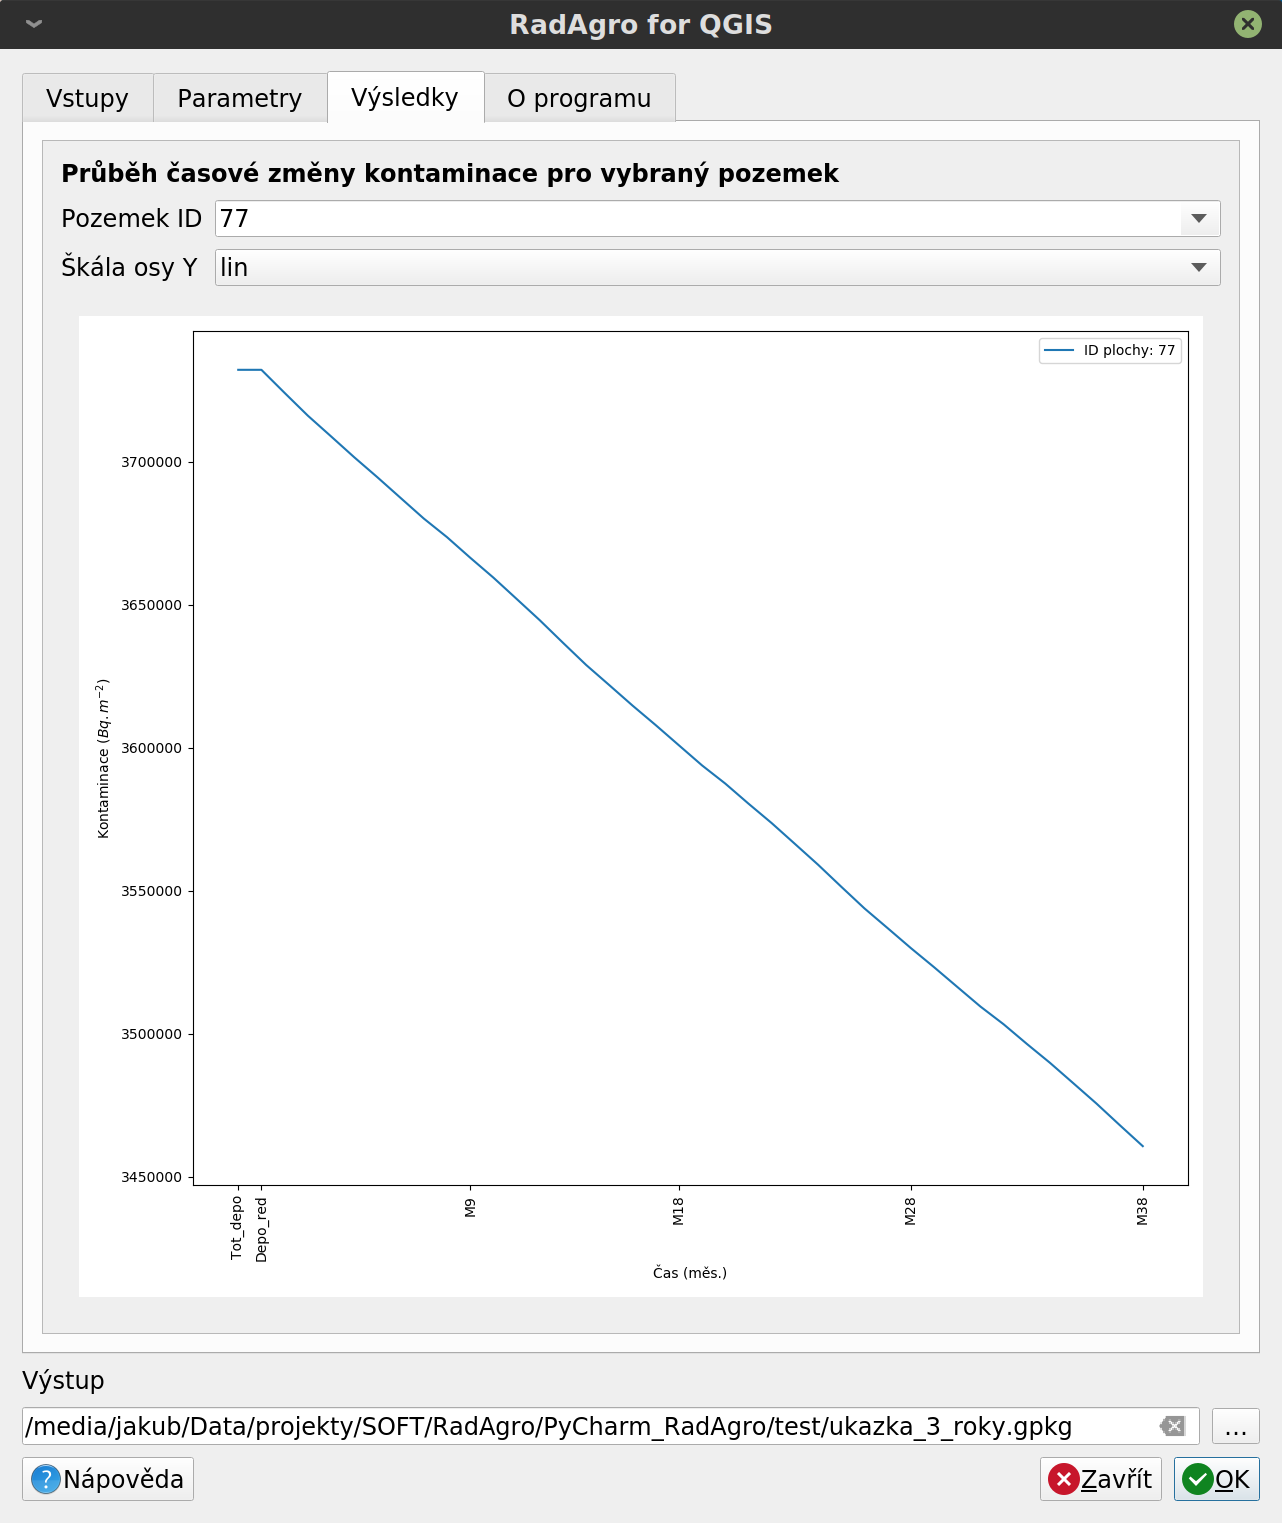 RadAgro for QGIS
Vstupy
Parametry
Výsledky
O programu
Průběh časové změny kontaminace pro vybraný pozemek
Pozemek ID
77
Škála osy Y
lin
ID plochy: 77
3700000
3650000
3600000
3550000
3500000
3450000
Kontaminace (Bq.m⁻²)
Tot_depo
Depo_red
M9
M18
M28
M38
Čas (měs.)
Výstup
/media/jakub/Data/projekty/SOFT/RadAgro/PyCharm_RadAgro/test/ukazka_3_roky.gpkg
...
Nápověda
Zavřít
OK